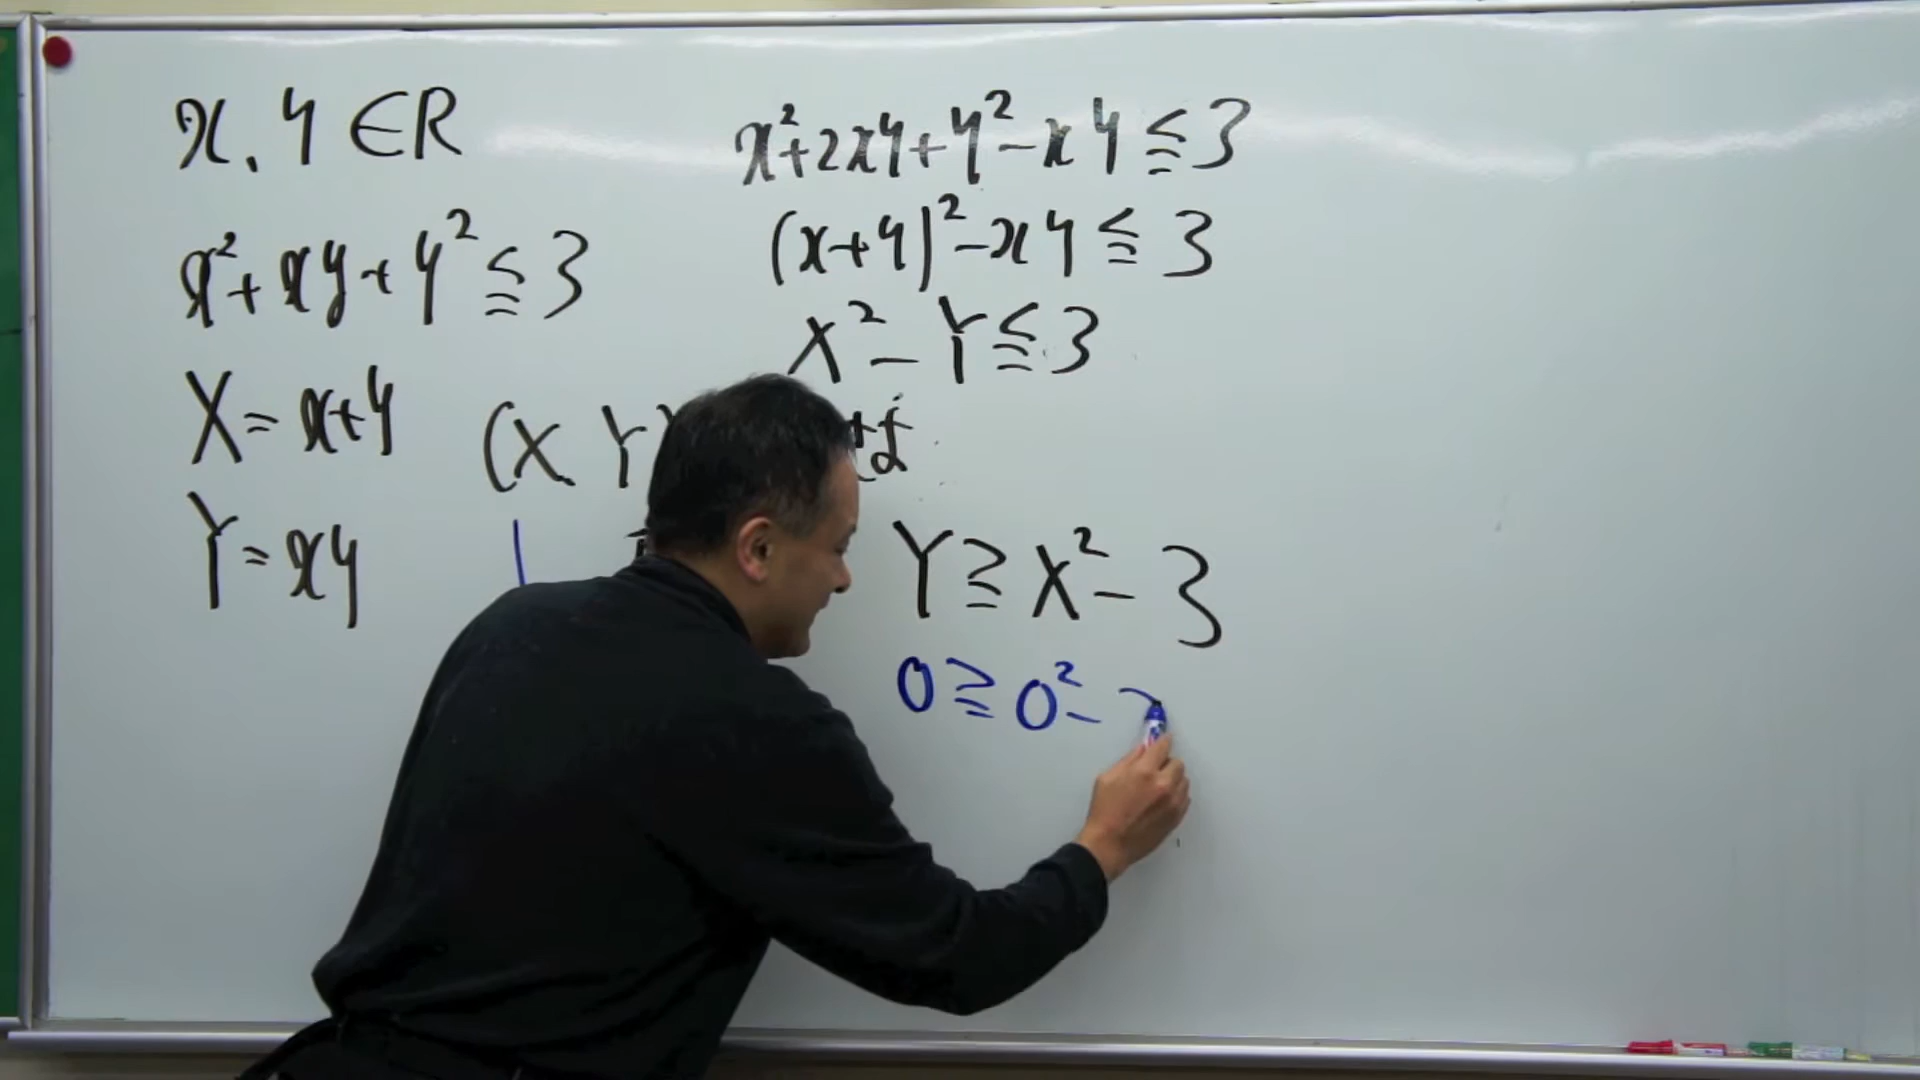 x, y ∈ R
x² + xy + y² ≦ 3
X = x+y
Y = xy
(X Y)
x²+2xy+y²-xy ≦ 3
(x+y)²-xy ≦ 3
X² - Y ≦ 3
Y ≧ X² - 3
0 ≧ 0² -